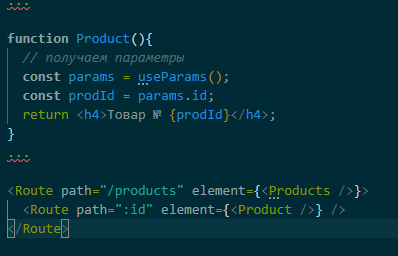 ...
function Product(){
// получаем параметры
const params = useParams();
const prodId = params.id;
return <h4>Товар № {prodId}</h4>;
}
...
<Route path="/products" element={<Products />}>
<Route path=":id" element={<Product />} />
</Route>